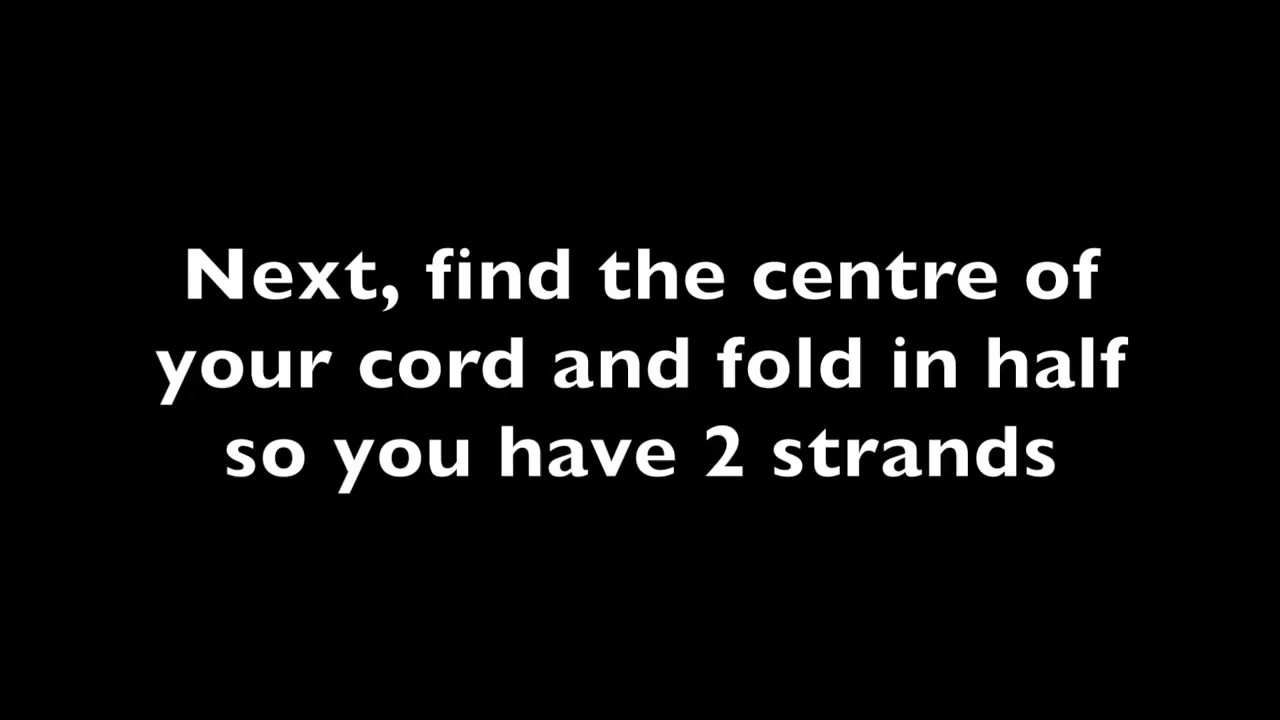 Next, find the centre of
your cord and fold in half
so you have 2 strands